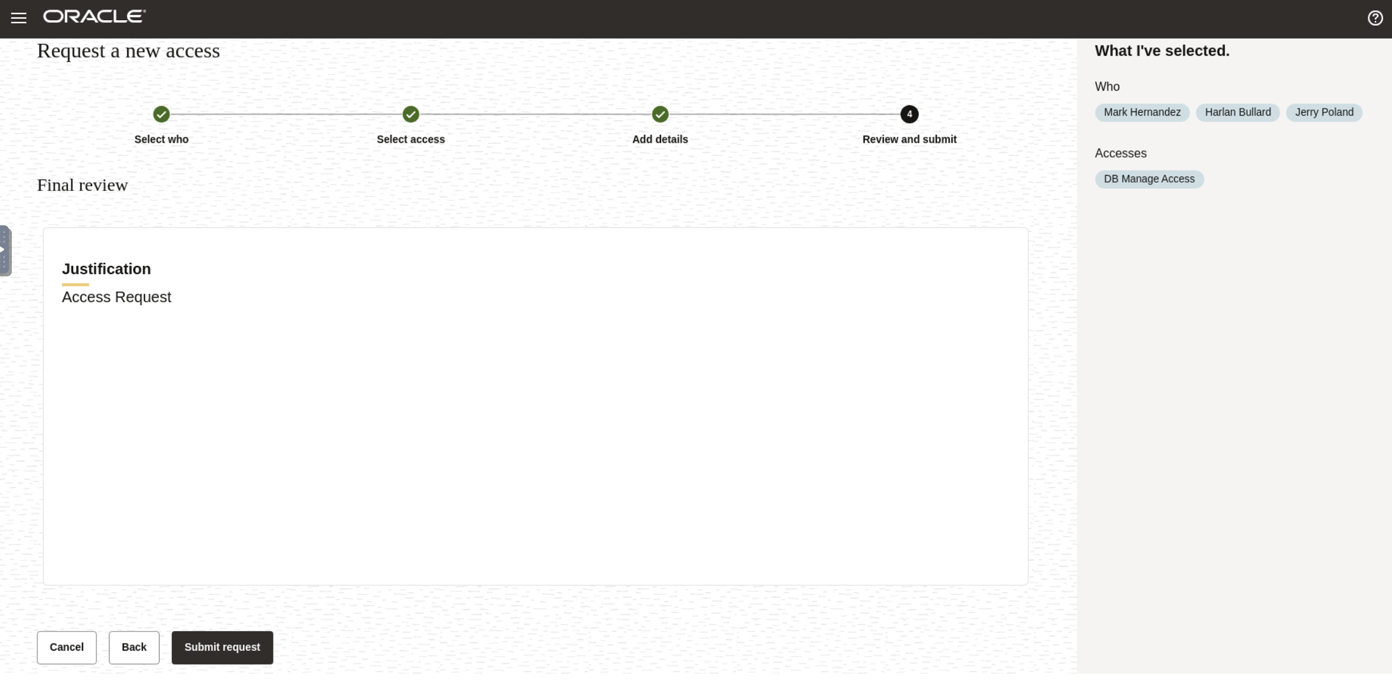 ORACLE
Request a new access
Select who
Select access
Add details
4
Review and submit
Final review
Justification
Access Request
Cancel
Back
Submit request
What I've selected.
Who
Mark Hernandez
Harlan Bullard
Jerry Poland
Accesses
DB Manage Access